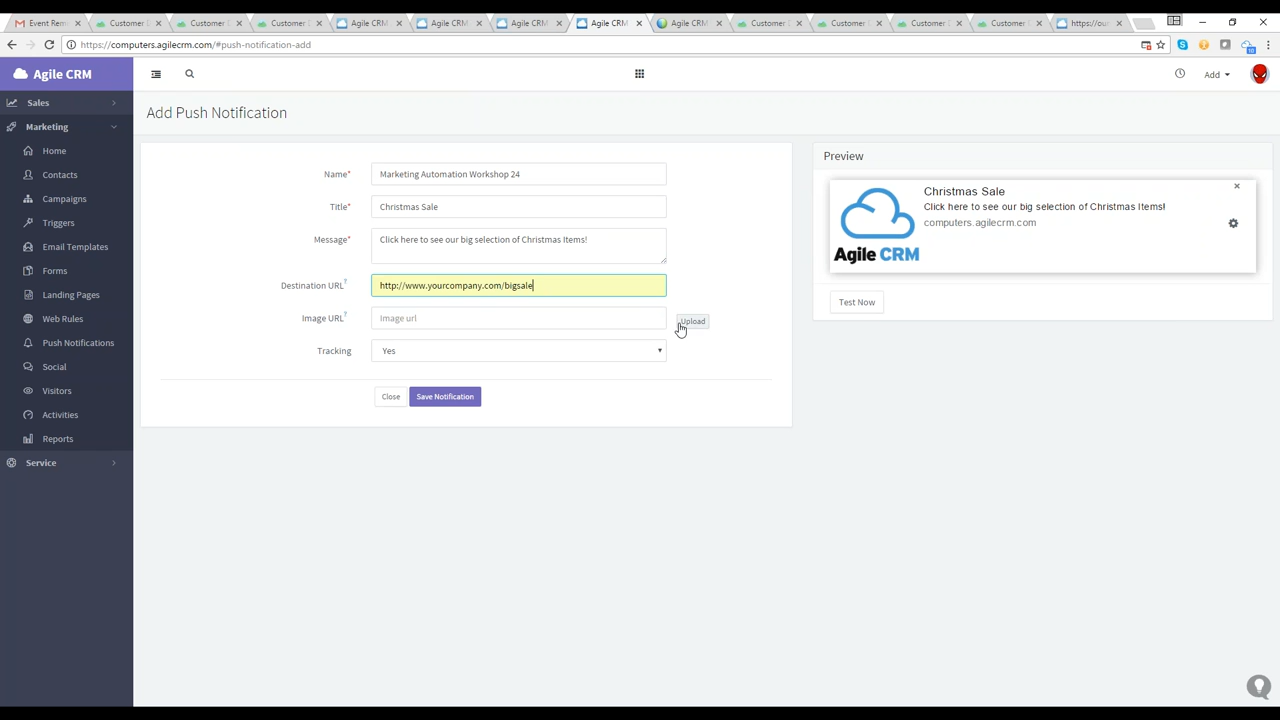 Event Rem
Customer
Customer
Customer
Agile CRM
Agile CRM
Agile CRM
Agile CRM
Agile CRM
Customer
Customer
Customer
Customer
https://our
https://computers.agilecrm.com/#push-notification-add
Agile CRM
Add
Sales
Marketing
Home
Contacts
Campaigns
Triggers
Email Templates
Forms
Landing Pages
Web Rules
Push Notifications
Social
Visitors
Activities
Reports
Service
Add Push Notification
Name* Marketing Automation Workshop 24
Title* Christmas Sale
Message* Click here to see our big selection of Christmas Items!
Destination URL? http://www.yourcompany.com/bigsale
Image URL? Image url Upload
Tracking Yes
Close Save Notification
Preview
Agile CRM
Christmas Sale
Click here to see our big selection of Christmas Items!
computers.agilecrm.com
Test Now